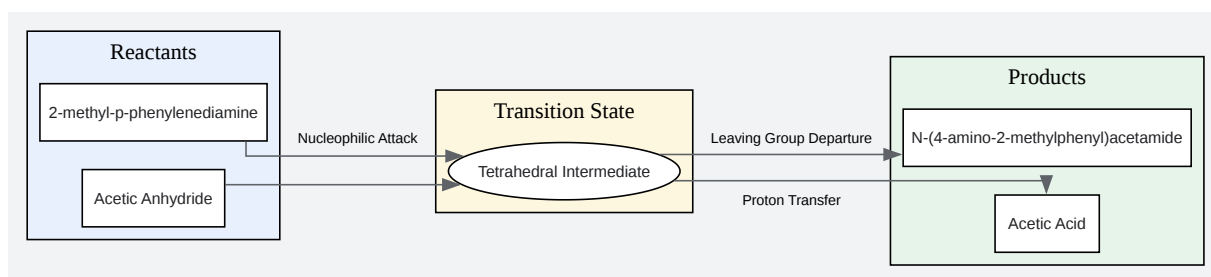 Reactants
2-methyl-p-phenylenediamine
Acetic Anhydride
Nucleophilic Attack
Transition State
Tetrahedral Intermediate
Leaving Group Departure
Proton Transfer
Products
N-(4-amino-2-methylphenyl)acetamide
Acetic Acid